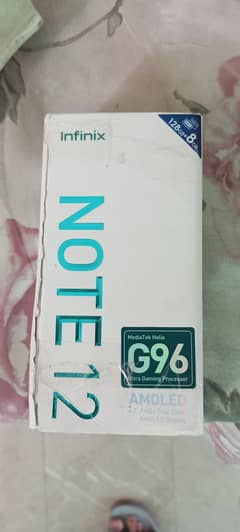 Infinix
128GB+8GB
NOTE 12
MediaTek Helio
G96
Ultra Gaming Processor
AMOLED